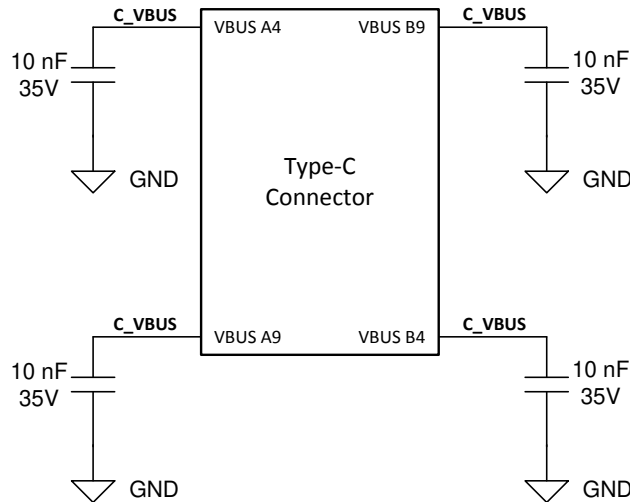 C_VBUS
C_VBUS
VBUS A4
VBUS B9
10 nF
35V
10 nF
35V
Type-C
Connector
GND
GND
C_VBUS
C_VBUS
VBUS A9
VBUS B4
10 nF
35V
10 nF
35V
GND
GND